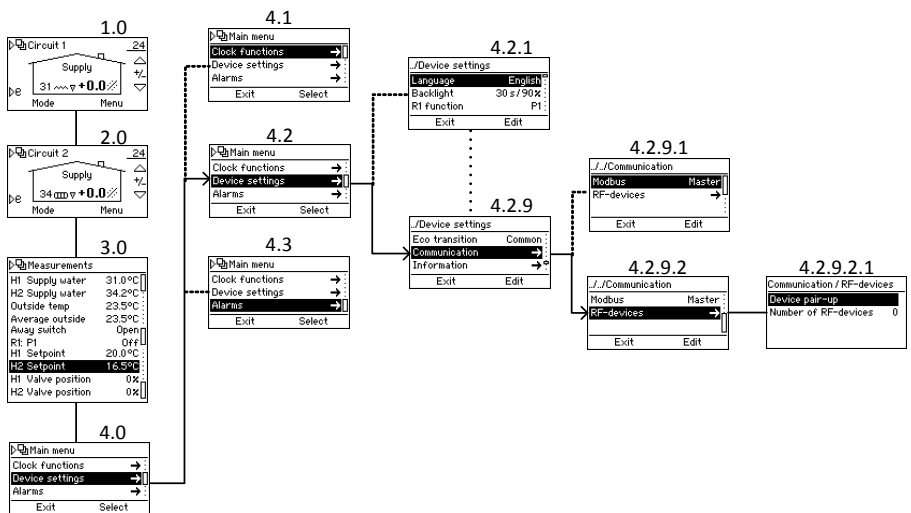 1.0
Circuit 1 24
Supply
31 +0.0
+/-
Mode Menu
2.0
Circuit 2 24
Supply
34 +0.0
+/-
Mode Menu
3.0
Measurements
H1 Supply water 31.0°C
H2 Supply water 34.2°C
Outside temp 23.5°C
Average outside 23.5°C
Away switch Open
R1: P1 Off
H1 Setpoint 20.0°C
H2 Setpoint 16.5°C
H1 Valve position 0%
H2 Valve position 0%
4.0
Main menu
Clock functions →
Device settings →
Alarms →
Exit Select
4.1
Main menu
Clock functions →
Device settings →
Alarms →
Exit Select
4.2
Main menu
Clock functions →
Device settings →
Alarms →
Exit Select
4.3
Main menu
Clock functions →
Device settings →
Alarms →
Exit Select
4.2.1
../Device settings
Language English
Backlight 30 s/90%
R1 function P1
Exit Edit
4.2.9
../Device settings
Eco transition Common
Communication →
Information →
Exit Edit
4.2.9.1
../../Communication
Modbus Master
RF-devices →
Exit Edit
4.2.9.2
../../Communication
Modbus Master
RF-devices →
Exit Edit
4.2.9.2.1
Communication / RF-devices
Device pair-up
Number of RF-devices 0